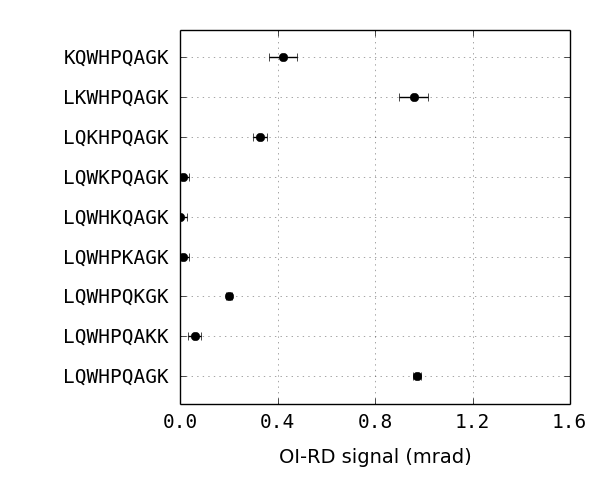 KQWHPQAGK
LKWHPQAGK
LQKHPQAGK
LQWKPQAGK
LQWHKQAGK
LQWHPKAGK
LQWHPQKGK
LQWHPQAKK
LQWHPQAGK
0.0 0.4 0.8 1.2 1.6
OI-RD signal (mrad)